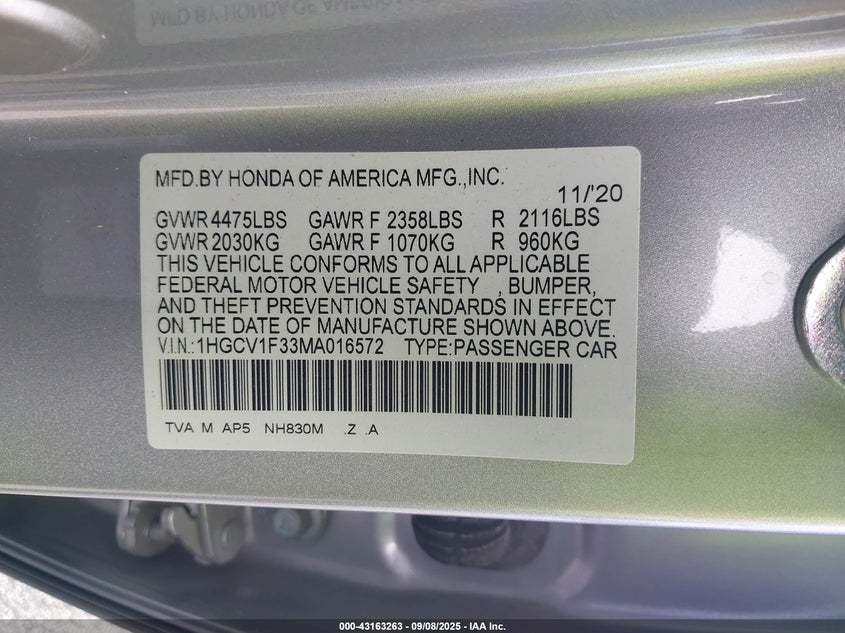 MFD.BY HONDA OF AMERICA MFG.,INC.
11/'20
GVWR 4475LBS GAWR F 2358LBS R 2116LBS
GVWR 2030KG GAWR F 1070KG R 960KG
THIS VEHICLE CONFORMS TO ALL APPLICABLE
FEDERAL MOTOR VEHICLE SAFETY , BUMPER,
AND THEFT PREVENTION STANDARDS IN EFFECT
ON THE DATE OF MANUFACTURE SHOWN ABOVE.
V.I.N.:1HGCV1F33MA016572 TYPE:PASSENGER CAR
TVA M AP5 NH830M .Z .A
000-43163263 - 09/08/2025 - IAA Inc.